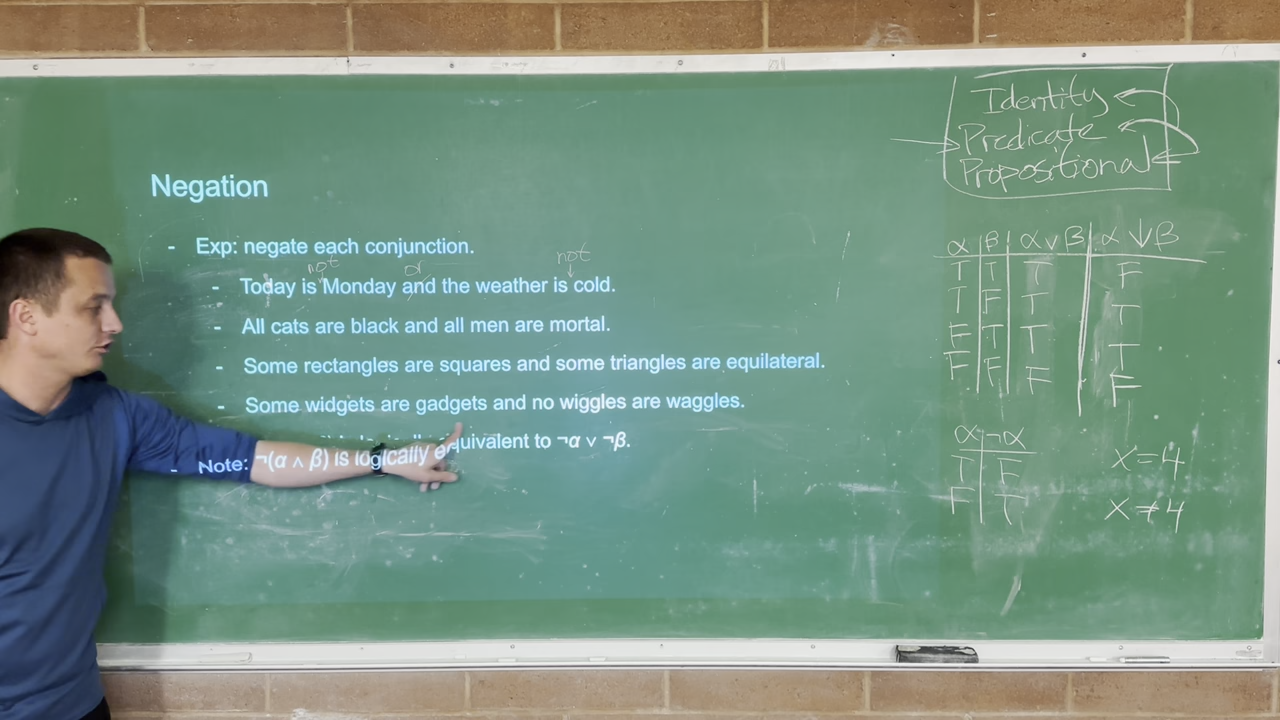 Negation
- Exp: negate each conjunction.
not or not
- Today is Monday and the weather is cold.
- All cats are black and all men are mortal.
- Some rectangles are squares and some triangles are equilateral.
- Some widgets are gadgets and no wiggles are waggles.
- Note: ¬(α ∧ β) is logically equivalent to ¬α ∨ ¬β.
Identity
Predicate
Propositional
α β α ∨ β α ↓ β
T T T F
T F T T
F T T T
F F F F
α ¬α
T F
F T
X = 4
X ≠ 4